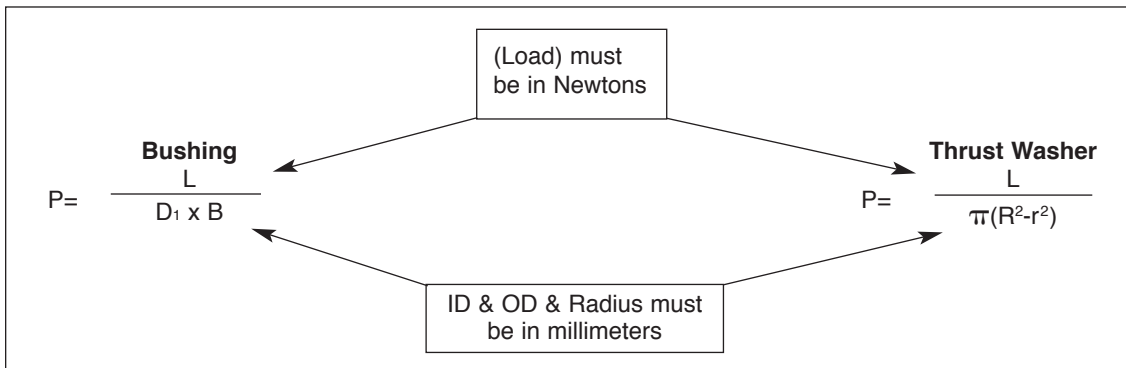 (Load) must
be in Newtons
Bushing
P= L
D₁ x B
Thrust Washer
P= L
π(R²-r²)
ID & OD & Radius must
be in millimeters